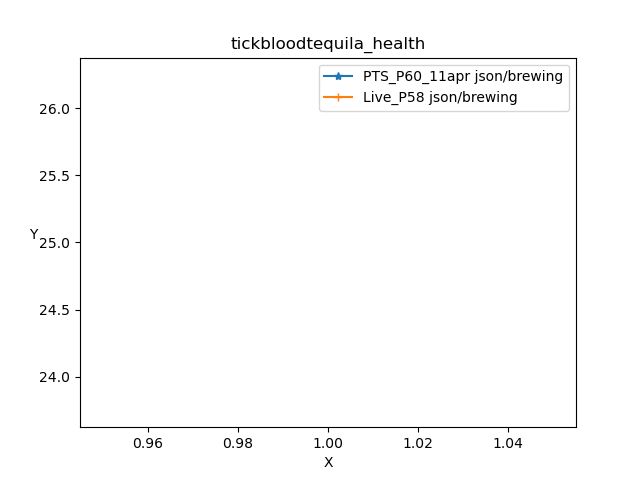 tickbloodtequila_health
PTS_P60_11apr json/brewing
Live_P58 json/brewing
26.0
25.5
25.0
24.5
24.0
Y
0.96 0.98 1.00 1.02 1.04
X